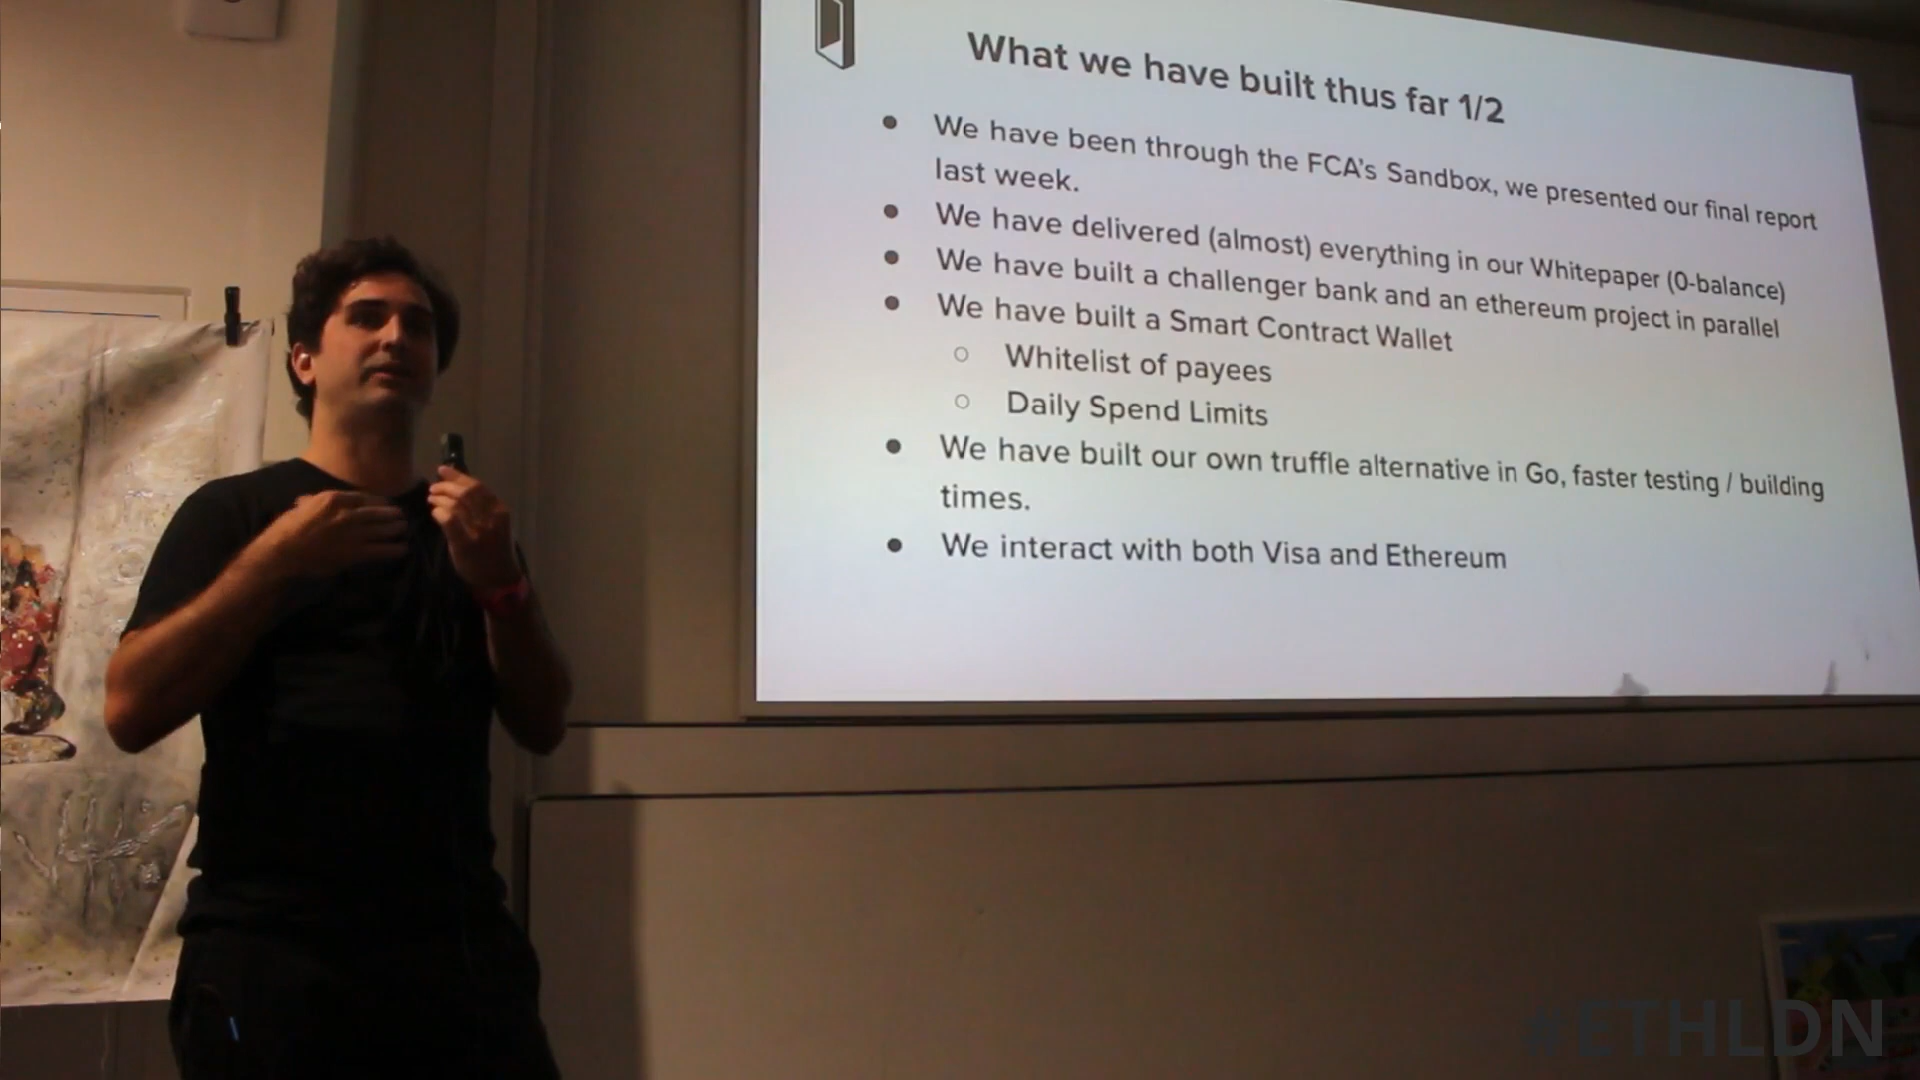 What we have built thus far 1/2
● We have been through the FCA's Sandbox, we presented our final report
last week.
● We have delivered (almost) everything in our Whitepaper (0-balance)
● We have built a challenger bank and an ethereum project in parallel
● We have built a Smart Contract Wallet
○ Whitelist of payees
○ Daily Spend Limits
● We have built our own truffle alternative in Go, faster testing / building
times.
● We interact with both Visa and Ethereum
#ETHLDN